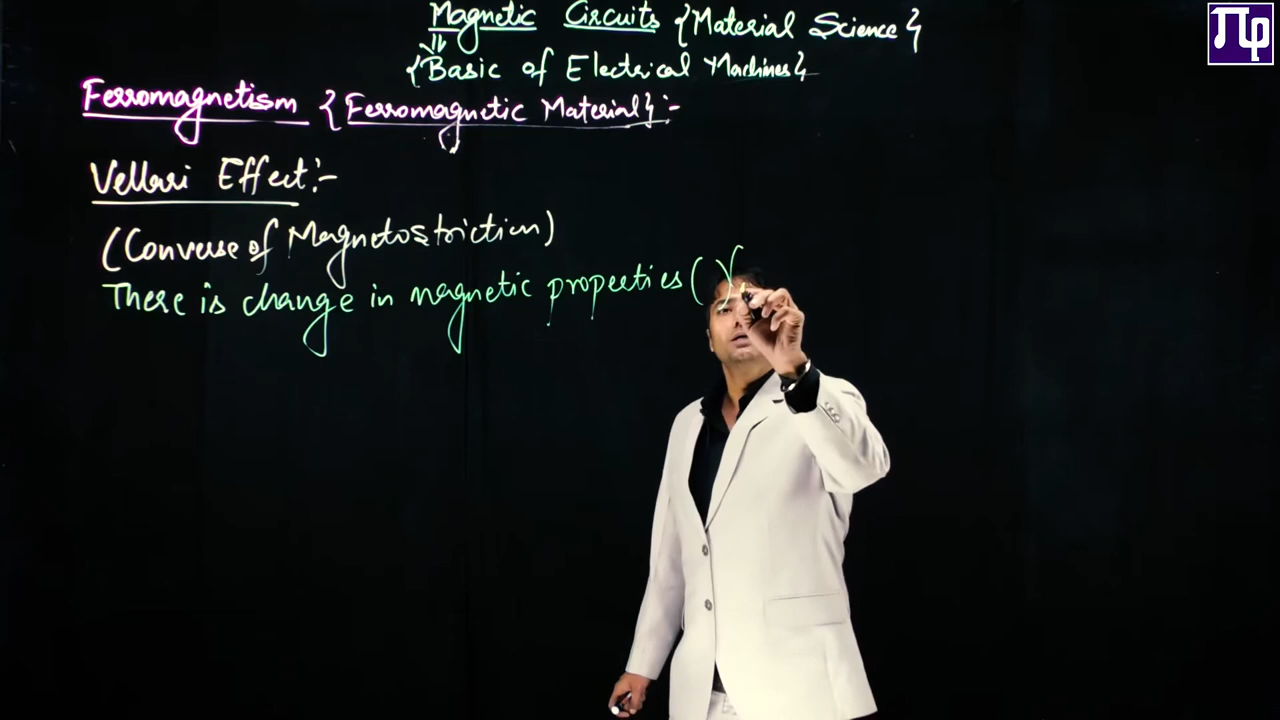 Magnetic Circuits {Material Science}
{Basic of Electrical Machines}
Ferromagnetism {Ferromagnetic Material} :-
Vellari Effect :-
(Converse of Magnetostriction)
There is change in magnetic properties ( χ
Πφ